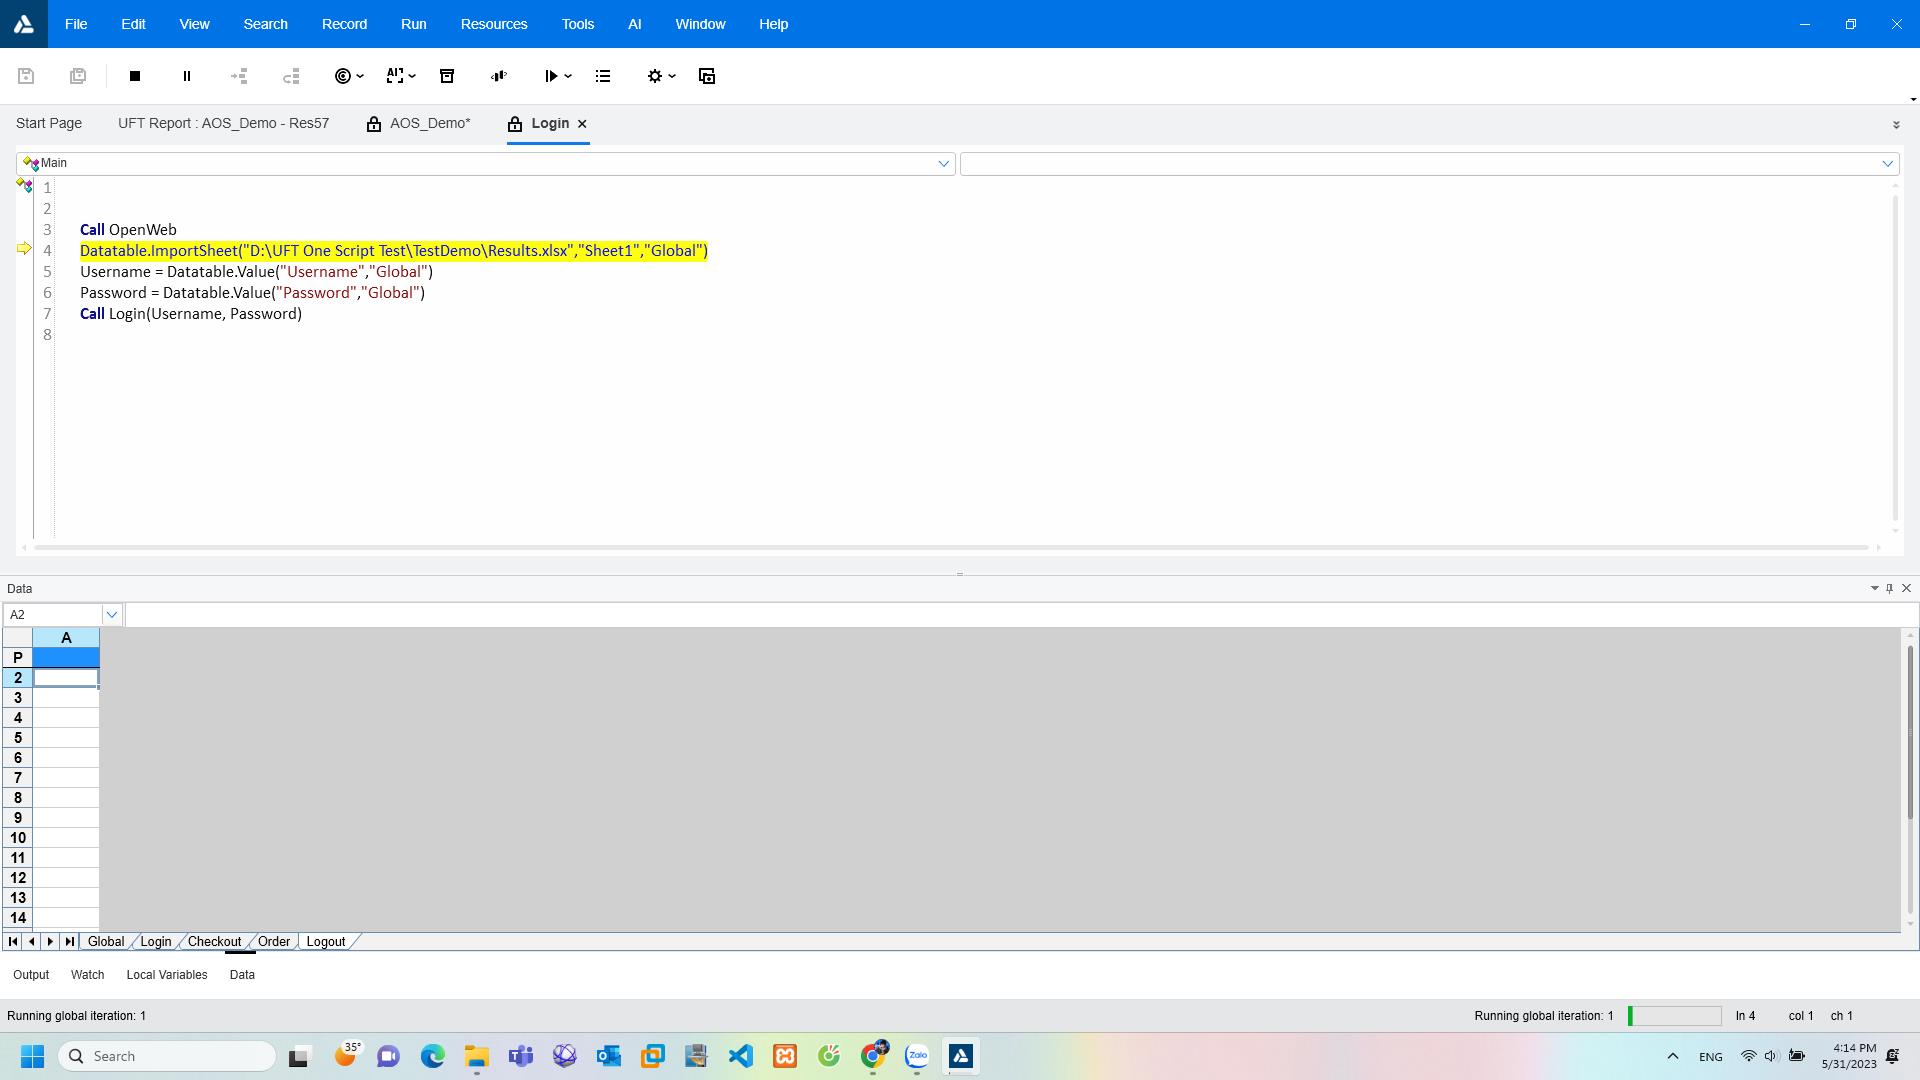 File Edit View Search Record Run Resources Tools AI Window Help
AI
Start Page UFT Report : AOS_Demo - Res57 AOS_Demo* Login
Main
1
2
3 Call OpenWeb
4 Datatable.ImportSheet("D:\UFT One Script Test\TestDemo\Results.xlsx","Sheet1","Global")
5 Username = Datatable.Value("Username","Global")
6 Password = Datatable.Value("Password","Global")
7 Call Login(Username, Password)
8
Data
A2
A
P
2
3
4
5
6
7
8
9
10
11
12
13
14
Global Login Checkout Order Logout
Output Watch Local Variables Data
Running global iteration: 1 Running global iteration: 1 ln 4 col 1 ch 1
Search 35° Zalo ENG 4:14 PM
5/31/2023